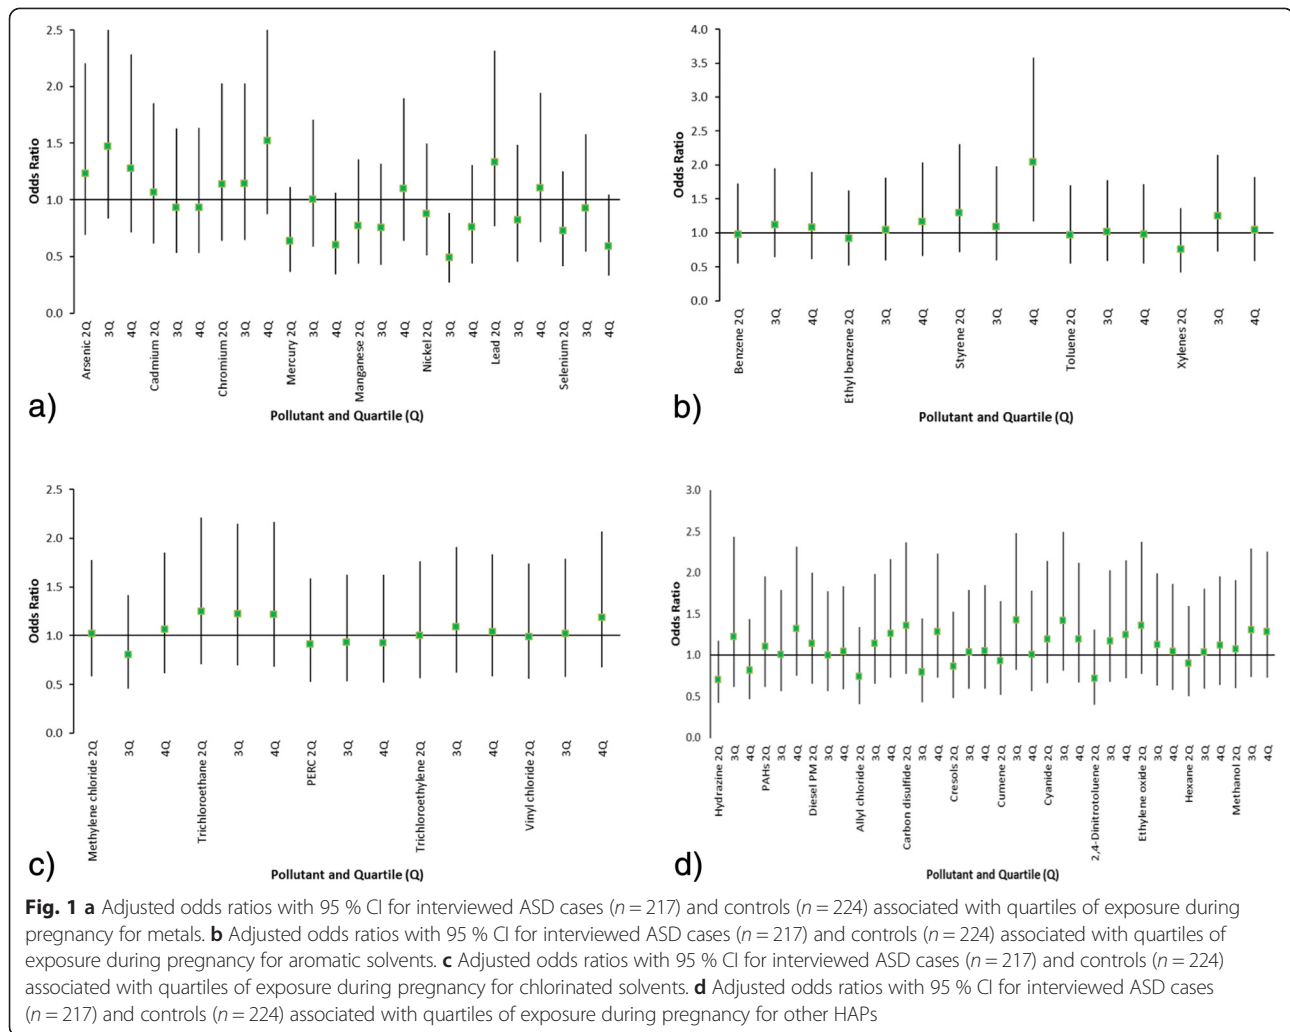 2.5
2.0
1.5
1.0
0.5
0.0
Odds Ratio
Arsenic 2Q
3Q
4Q
Cadmium 2Q
3Q
4Q
Chromium 2Q
3Q
4Q
Mercury 2Q
3Q
4Q
Manganese 2Q
3Q
4Q
Nickel 2Q
3Q
4Q
Lead 2Q
3Q
4Q
Selenium 2Q
3Q
4Q
a)
Pollutant and Quartile (Q)
4.0
3.5
3.0
2.5
2.0
1.5
1.0
0.5
0.0
Odds Ratio
Benzene 2Q
3Q
4Q
Ethyl benzene 2Q
3Q
4Q
Styrene 2Q
3Q
4Q
Toluene 2Q
3Q
4Q
Xylenes 2Q
3Q
4Q
b)
Pollutant and Quartile (Q)
2.5
2.0
1.5
1.0
0.5
0.0
Odds Ratio
Methylene chloride 2Q
3Q
4Q
Trichloroethane 2Q
3Q
4Q
PERC 2Q
3Q
4Q
Trichloroethylene 2Q
3Q
4Q
Vinyl chloride 2Q
3Q
4Q
c)
Pollutant and Quartile (Q)
3.0
2.5
2.0
1.5
1.0
0.5
0.0
Odds Ratio
Hydrazine 2Q
3Q
4Q
PAHs 2Q
3Q
4Q
Diesel PM 2Q
3Q
4Q
Allyl chloride 2Q
3Q
4Q
Carbon disulfide 2Q
3Q
4Q
Cresols 2Q
3Q
4Q
Cumene 2Q
3Q
4Q
Cyanide 2Q
3Q
4Q
2,4-Dinitrotoluene 2Q
3Q
4Q
Ethylene oxide 2Q
3Q
4Q
Hexane 2Q
3Q
4Q
Methanol 2Q
3Q
4Q
d)
Pollutant and Quartile (Q)
Fig. 1 a Adjusted odds ratios with 95 % CI for interviewed ASD cases (n = 217) and controls (n = 224) associated with quartiles of exposure during
pregnancy for metals. b Adjusted odds ratios with 95 % CI for interviewed ASD cases (n = 217) and controls (n = 224) associated with quartiles of
exposure during pregnancy for aromatic solvents. c Adjusted odds ratios with 95 % CI for interviewed ASD cases (n = 217) and controls (n = 224)
associated with quartiles of exposure during pregnancy for chlorinated solvents. d Adjusted odds ratios with 95 % CI for interviewed ASD cases
(n = 217) and controls (n = 224) associated with quartiles of exposure during pregnancy for other HAPs